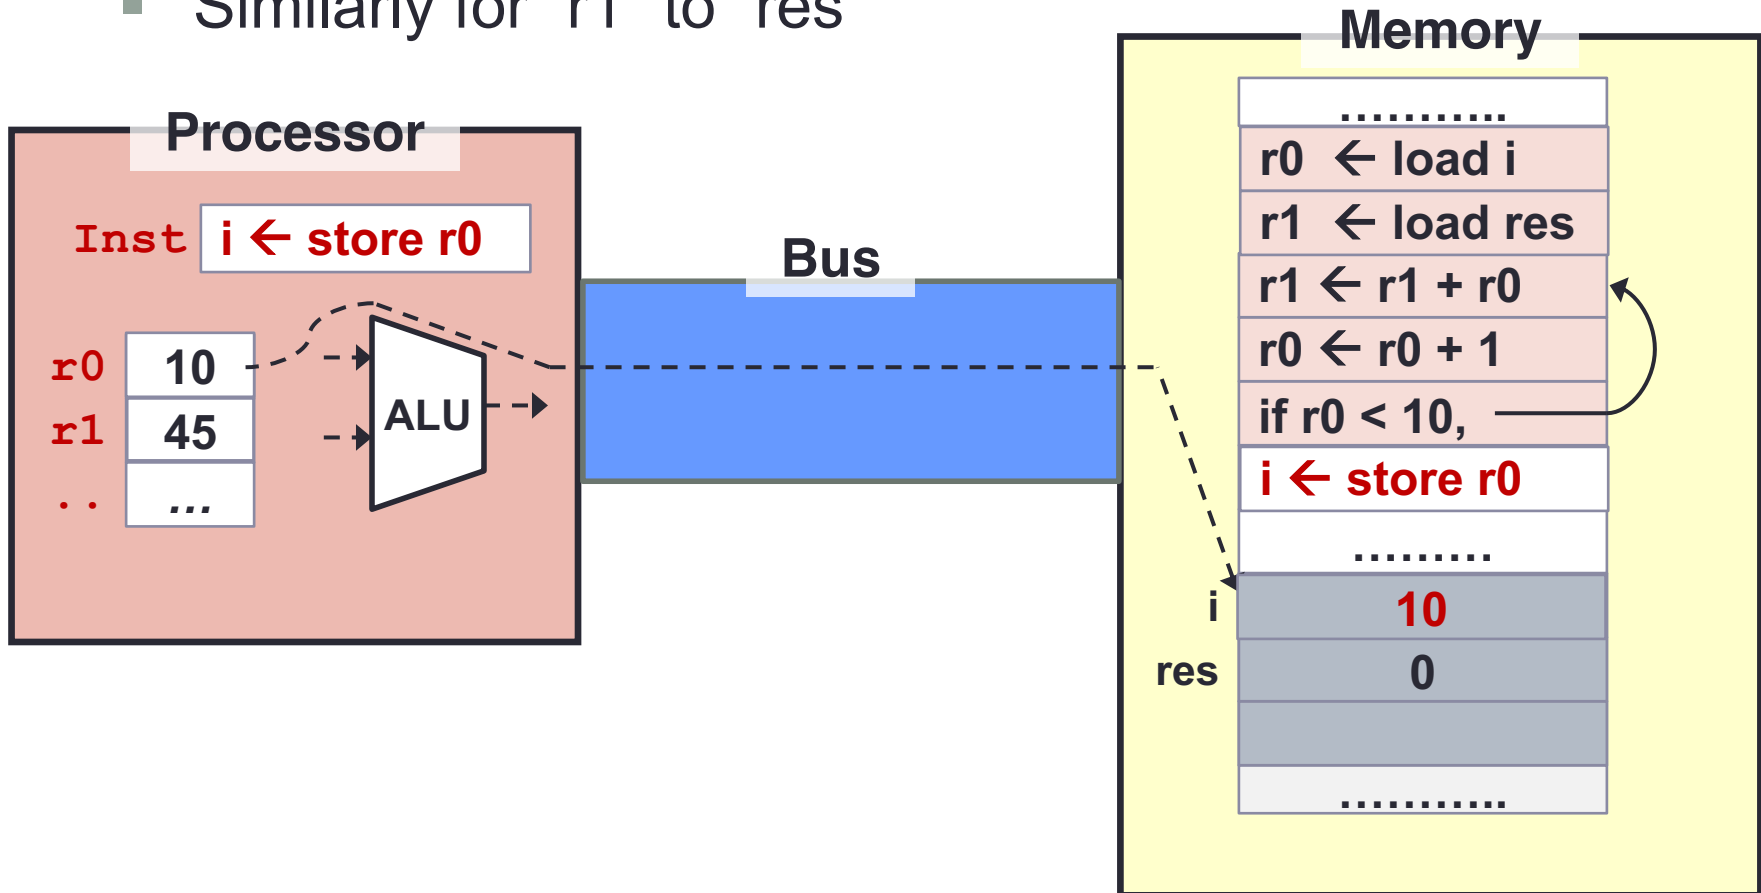 Similarly for "r1" to "res"
Memory
Processor
Bus
Inst
i ← store r0
r0
10
r1
45
..
...
ALU
...........
r0 ← load i
r1 ← load res
r1 ← r1 + r0
r0 ← r0 + 1
if r0 < 10,
i ← store r0
.........
i
10
res
0
...........